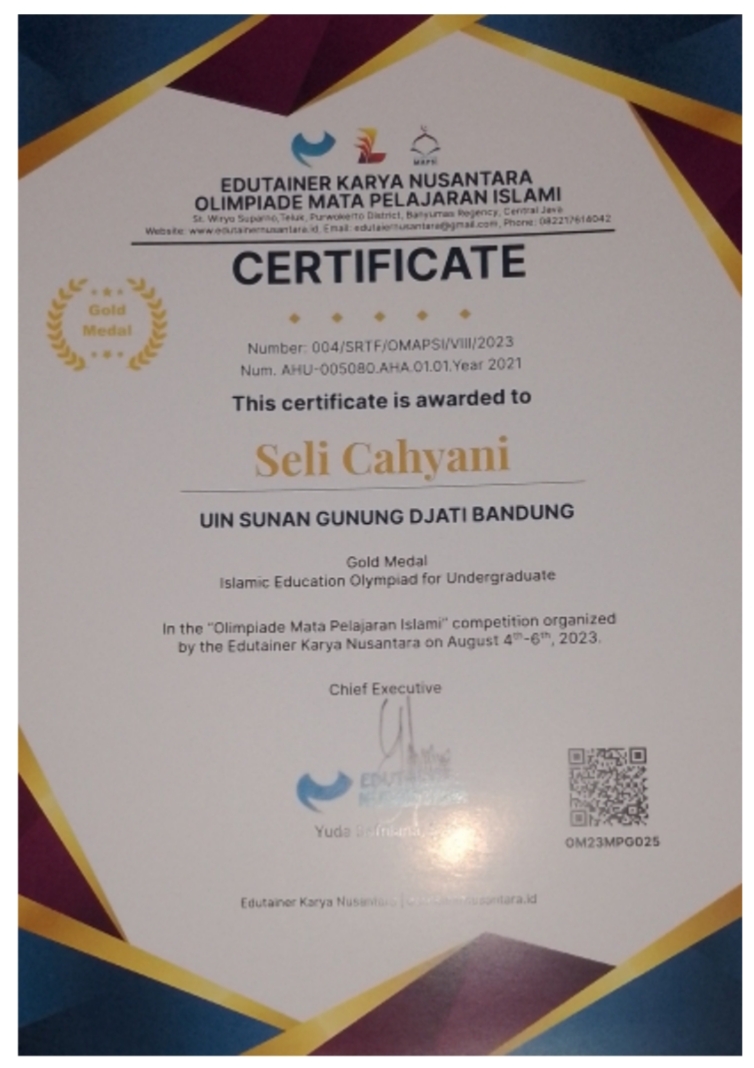 MAPSI
EDUTAINER KARYA NUSANTARA
OLIMPIADE MATA PELAJARAN ISLAMI
St. Wiryo Suparno, Teluk, Purwokerto District, Banyumas Regency, Central Java
Website: www.edutainernusantara.id, Email: edutaiernusantara@gmail.com, Phone: 082217616042
CERTIFICATE
Gold
Medal
Number: 004/SRTF/OMAPSI/VIII/2023
Num. AHU-005080.AHA.01.01.Year 2021
This certificate is awarded to
Seli Cahyani
UIN SUNAN GUNUNG DJATI BANDUNG
Gold Medal
Islamic Education Olympiad for Undergraduate
In the "Olimpiade Mata Pelajaran Islami" competition organized
by the Edutainer Karya Nusantara on August 4th-6th, 2023.
Chief Executive
Yuda
OM23MPG025
Edutainer Karya Nusantara |